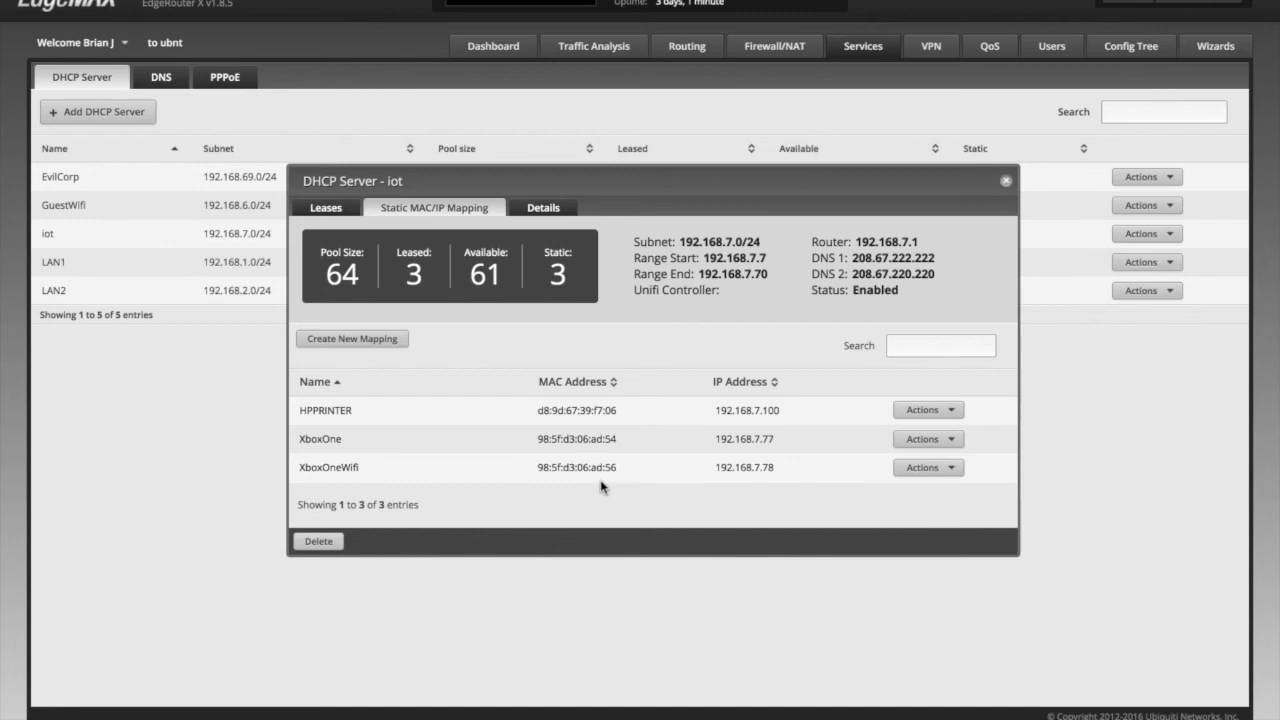 EdgeMAX EdgeRouter X v1.8.5 Uptime: 3 days, 1 minute
Welcome Brian J to ubnt
Dashboard Traffic Analysis Routing Firewall/NAT Services VPN QoS Users Config Tree Wizards
DHCP Server DNS PPPoE
+ Add DHCP Server Search
Name Subnet Pool size Leased Available Static
EvilCorp 192.168.69.0/24 Actions
GuestWifi 192.168.6.0/24 Actions
iot 192.168.7.0/24 Actions
LAN1 192.168.1.0/24 Actions
LAN2 192.168.2.0/24 Actions
Showing 1 to 5 of 5 entries
DHCP Server - iot
Leases Static MAC/IP Mapping Details
Pool Size: Leased: Available: Static:
64 3 61 3
Subnet: 192.168.7.0/24 Router: 192.168.7.1
Range Start: 192.168.7.7 DNS 1: 208.67.222.222
Range End: 192.168.7.70 DNS 2: 208.67.220.220
Unifi Controller: Status: Enabled
Create New Mapping Search
Name MAC Address IP Address
HPPRINTER d8:9d:67:39:f7:06 192.168.7.100 Actions
XboxOne 98:5f:d3:06:ad:54 192.168.7.77 Actions
XboxOneWifi 98:5f:d3:06:ad:56 192.168.7.78 Actions
Showing 1 to 3 of 3 entries
Delete
© Copyright 2012-2016 Ubiquiti Networks, Inc.